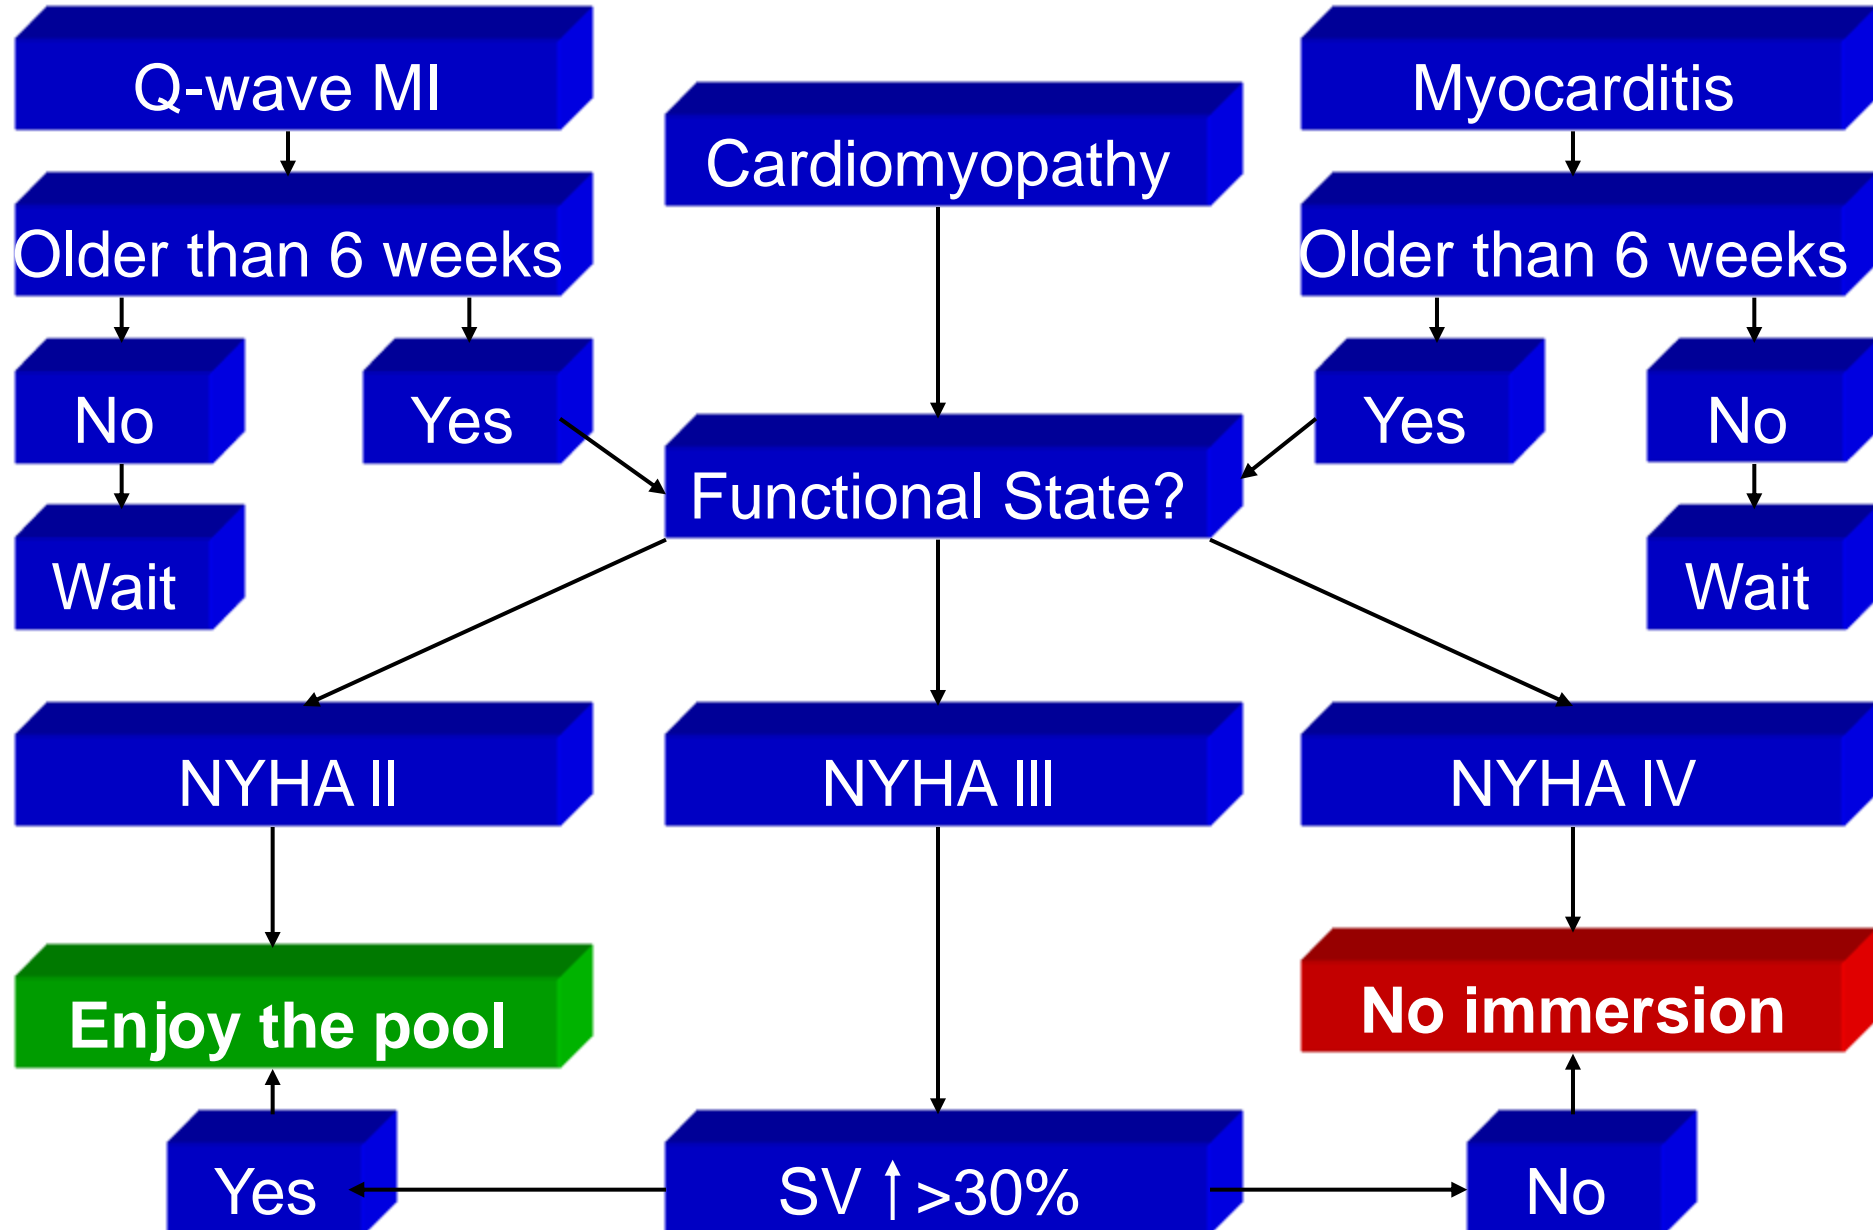 Q-wave MI
Cardiomyopathy
Myocarditis
Older than 6 weeks
Older than 6 weeks
No
Yes
Yes
No
Functional State?
Wait
Wait
NYHA II
NYHA III
NYHA IV
Enjoy the pool
No immersion
Yes
SV ↑ >30%
No